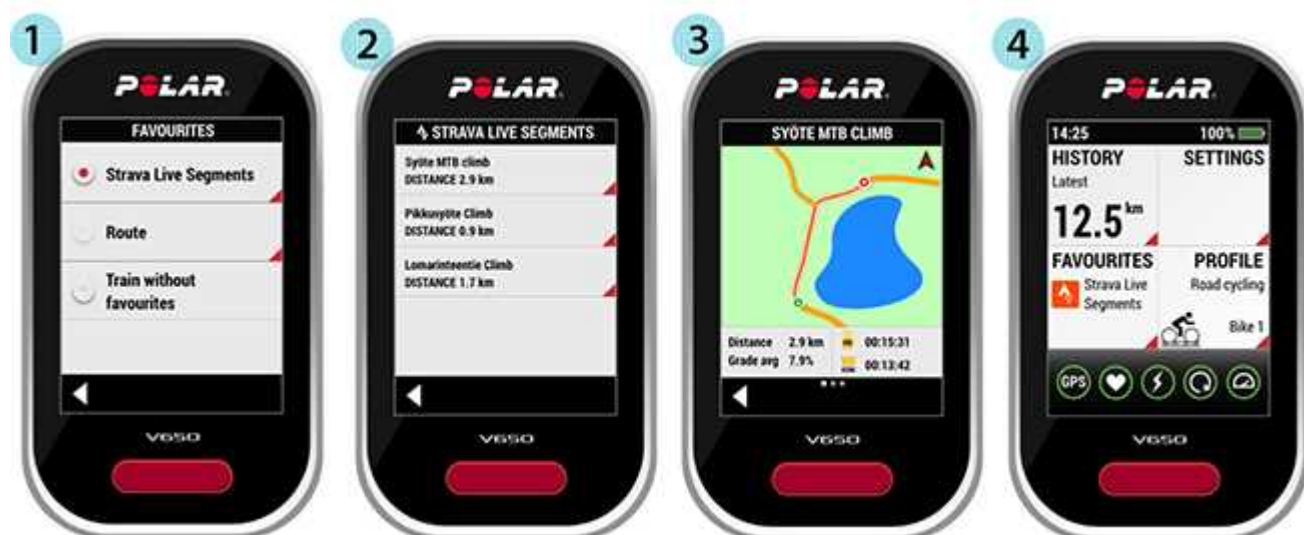 1
POLAR
FAVOURITES
Strava Live Segments
Route
Train without
favourites
V650
2
POLAR
STRAVA LIVE SEGMENTS
Syöte MTB climb
DISTANCE 2.9 km
Pikkusyöte Climb
DISTANCE 0.9 km
Lomarinteentie Climb
DISTANCE 1.7 km
V650
3
POLAR
SYÖTE MTB CLIMB
Distance 2.9 km 00:15:31
Grade avg 7.9% 00:13:42
V650
4
POLAR
14:25 100%
HISTORY SETTINGS
Latest
12.5 km
FAVOURITES PROFILE
Strava Live Road cycling
Segments
Bike 1
GPS
V650